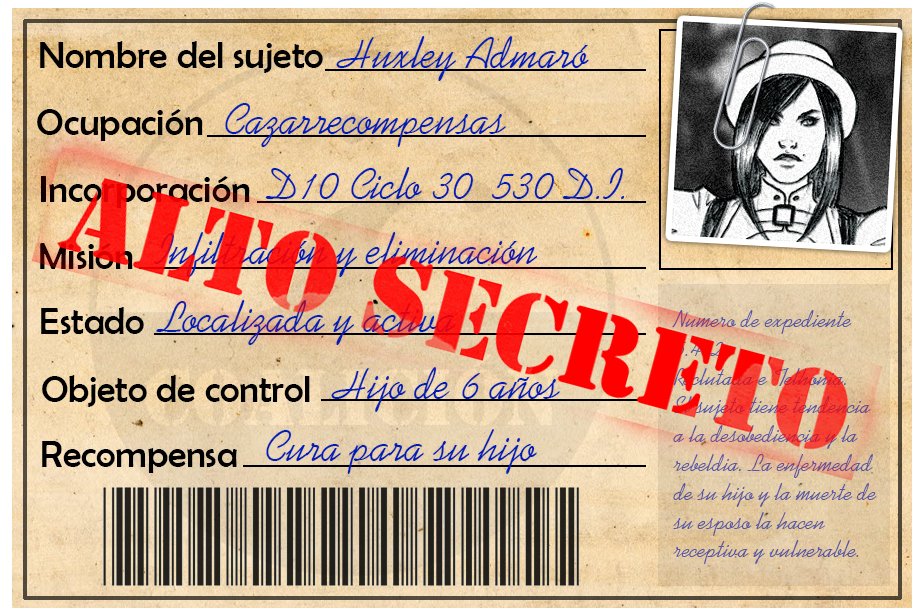 Nombre del sujeto Huxley Admaró
Ocupación Cazarrecompensas
Incorporación D10 Ciclo 30 530 D.I.
Misión Infiltración y eliminación
Estado Localizada y activa
Objeto de control Hijo de 6 años
Recompensa Cura para su hijo
ALTO SECRETO
Numero de expediente
Reclutada
El sujeto tiene tendencia
a la desobediencia y la
rebeldia. La enfermedad
de su hijo y la muerte de
su esposo la hacen
receptiva y vulnerable.